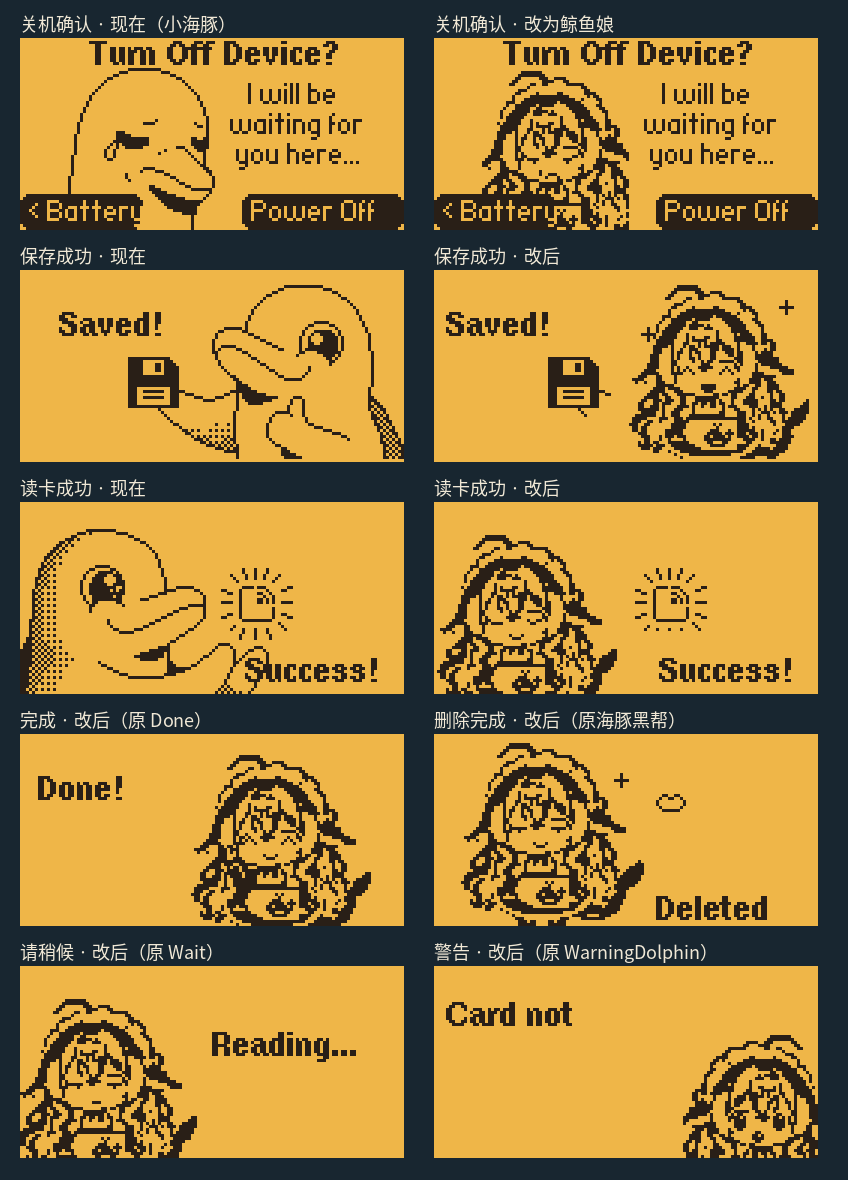 关机确认 · 现在（小海豚）
Turn Off Device?
I will be
waiting for
you here...
< Battery
Power Off
关机确认 · 改为鲸鱼娘
Turn Off Device?
I will be
waiting for
you here...
< Battery
Power Off
保存成功 · 现在
Saved!
保存成功 · 改后
Saved!
读卡成功 · 现在
Success!
读卡成功 · 改后
Success!
完成 · 改后（原 Done）
Done!
删除完成 · 改后（原海豚黑帮）
Deleted
请稍候 · 改后（原 Wait）
Reading...
警告 · 改后（原 WarningDolphin）
Card not